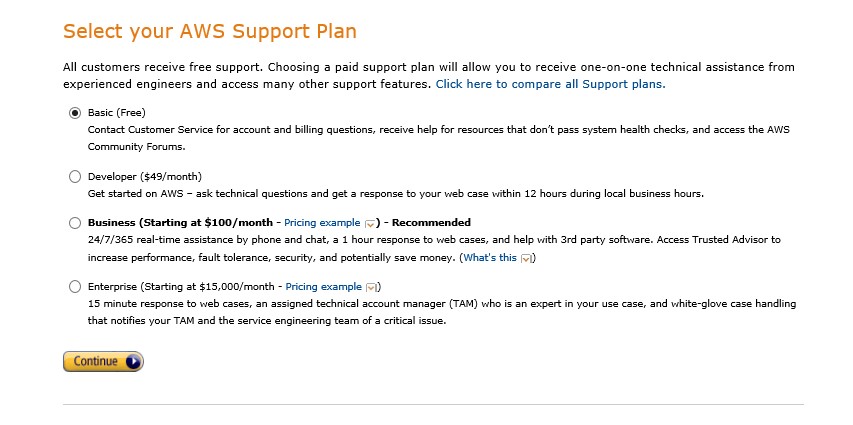 Select your AWS Support Plan
All customers receive free support. Choosing a paid support plan will allow you to receive one-on-one technical assistance from
experienced engineers and access many other support features. Click here to compare all Support plans.
Basic (Free)
Contact Customer Service for account and billing questions, receive help for resources that don't pass system health checks, and access the AWS
Community Forums.
Developer ($49/month)
Get started on AWS – ask technical questions and get a response to your web case within 12 hours during local business hours.
Business (Starting at $100/month - Pricing example ) - Recommended
24/7/365 real-time assistance by phone and chat, a 1 hour response to web cases, and help with 3rd party software. Access Trusted Advisor to
increase performance, fault tolerance, security, and potentially save money. (What's this )
Enterprise (Starting at $15,000/month - Pricing example )
15 minute response to web cases, an assigned technical account manager (TAM) who is an expert in your use case, and white-glove case handling
that notifies your TAM and the service engineering team of a critical issue.
Continue